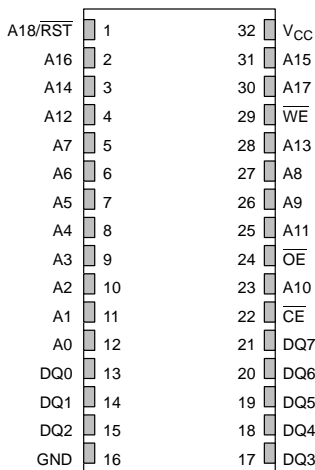 A18/RST 1 32 VCC
A16 2 31 A15
A14 3 30 A17
A12 4 29 WE
A7 5 28 A13
A6 6 27 A8
A5 7 26 A9
A4 8 25 A11
A3 9 24 OE
A2 10 23 A10
A1 11 22 CE
A0 12 21 DQ7
DQ0 13 20 DQ6
DQ1 14 19 DQ5
DQ2 15 18 DQ4
GND 16 17 DQ3